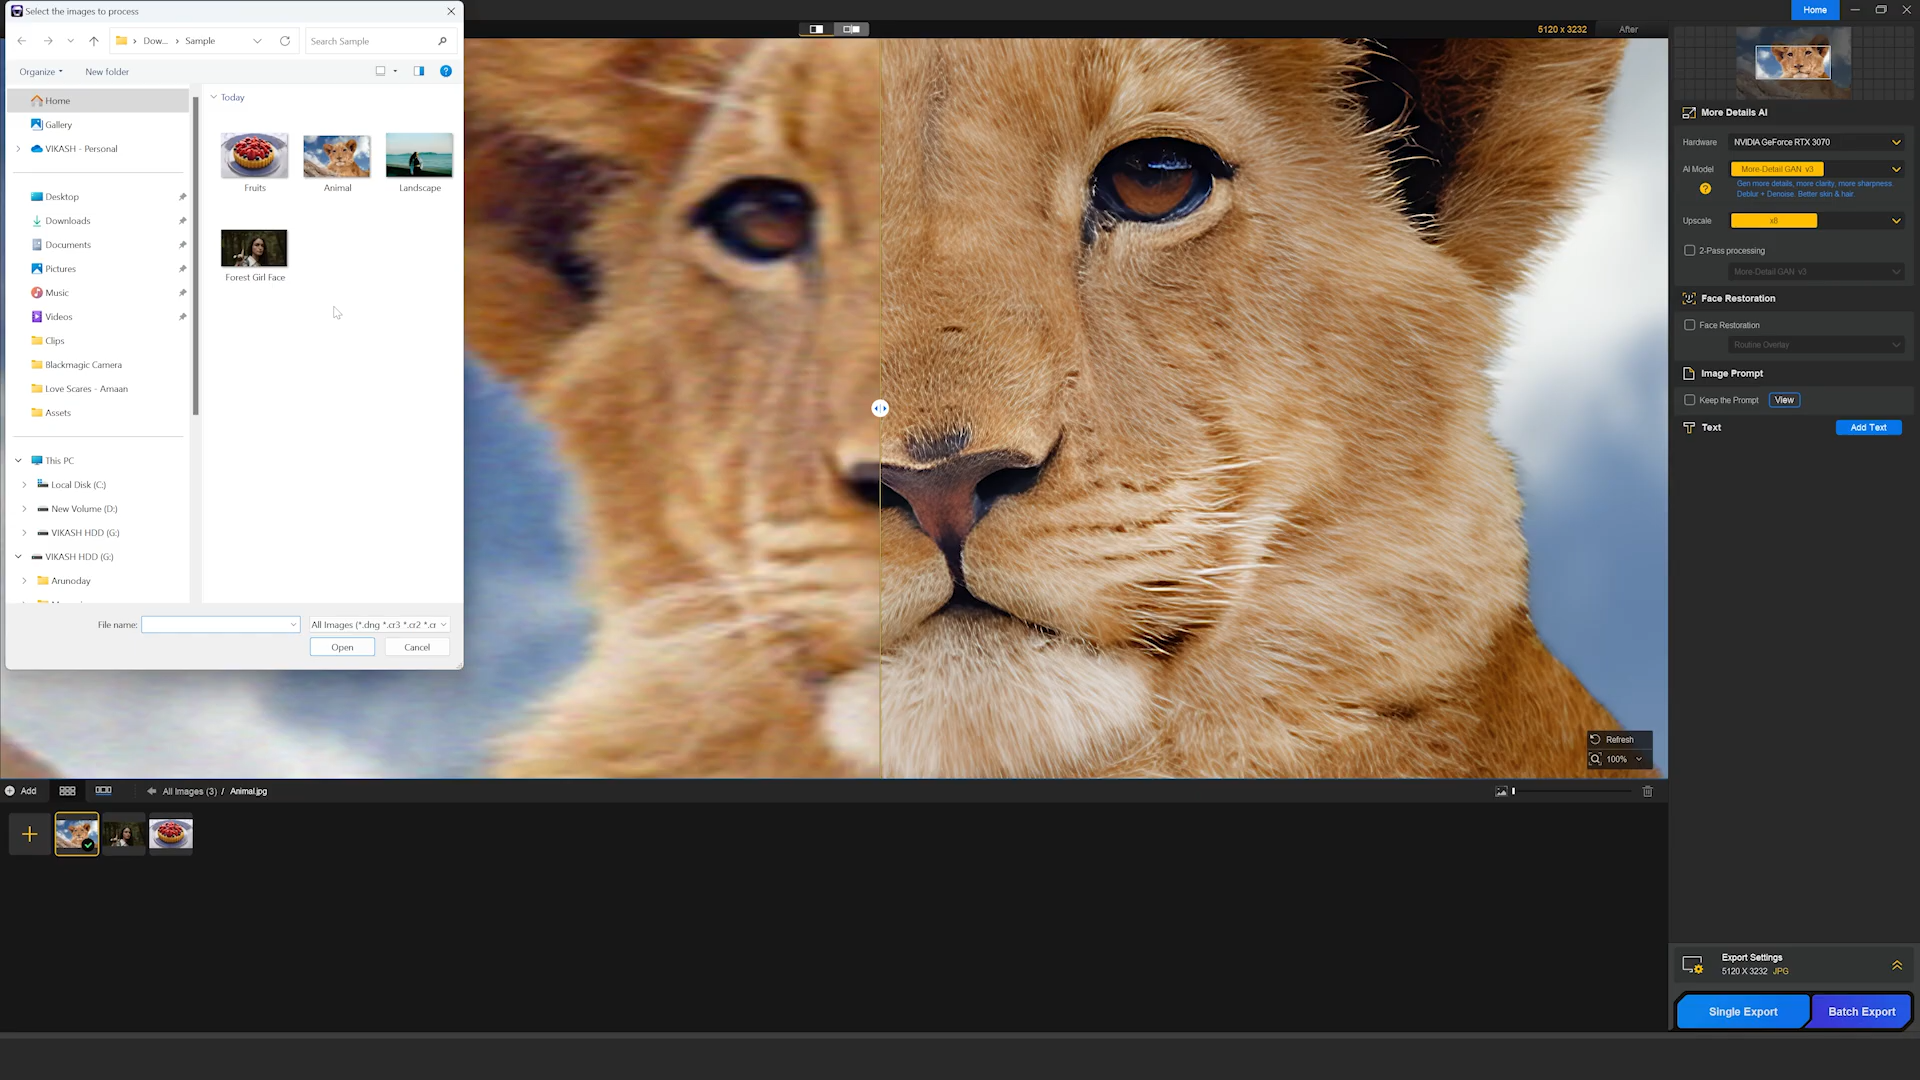 Select the images to process
Dow... > Sample
Search Sample
Organize
New folder
Home
Gallery
VIKASH - Personal
Desktop
Downloads
Documents
Pictures
Music
Videos
Clips
Blackmagic Camera
Love Scares - Amaan
Assets
This PC
Local Disk (C:)
New Volume (D:)
VIKASH HDD (G:)
VIKASH HDD (G:)
Arunoday
Today
Fruits
Animal
Landscape
Forest Girl Face
File name:
All Images (*.dng *.cr3 *.cr2 *.cr
Open
Cancel
5120 x 3232
After
Home
More Details AI
Hardware
NVIDIA GeForce RTX 3070
AI Model
More-Detail GAN v3
Gen more details, more clarity, more sharpness.
Deblur + Denoise. Better skin & hair
Upscale
x8
2-Pass processing
More-Detail GAN v3
Face Restoration
Face Restoration
Routine Overlay
Image Prompt
Keep the Prompt
View
Text
Add Text
Refresh
100%
Add
All Images (3) / Animal.jpg
Export Settings
5120 X 3232 JPG
Single Export
Batch Export